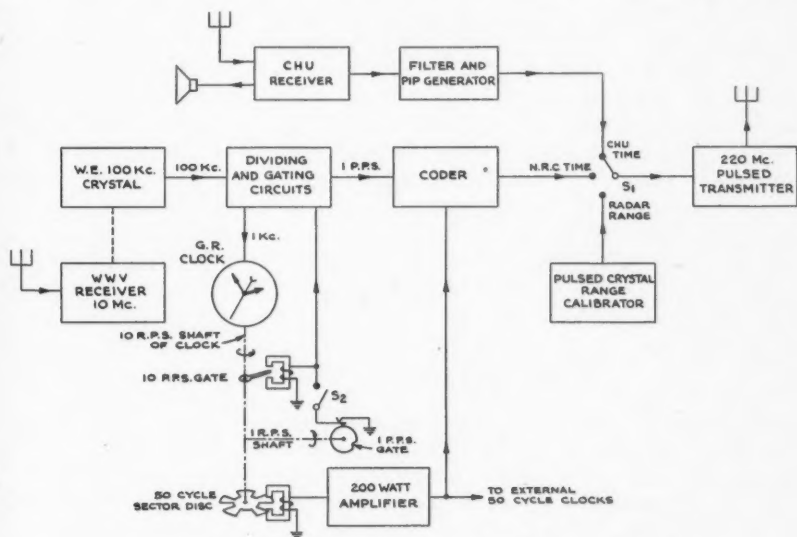 CHU
RECEIVER
FILTER AND
PIP GENERATOR
CHU
TIME
W.E. 100 Kc.
CRYSTAL
100 Kc.
DIVIDING
AND GATING
CIRCUITS
1 P.P.S.
CODER
N.R.C TIME
S1
220 Mc.
PULSED
TRANSMITTER
RADAR
RANGE
1 Kc.
G.R.
CLOCK
WWV
RECEIVER
10 Mc.
PULSED CRYSTAL
RANGE
CALIBRATOR
10 R.P.S. SHAFT
OF CLOCK
10 P.P.S. GATE
S2
1 R.P.S.
SHAFT
1 P.P.S.
GATE
50 CYCLE
SECTOR DISC
200 WATT
AMPLIFIER
TO EXTERNAL
50 CYCLE CLOCKS